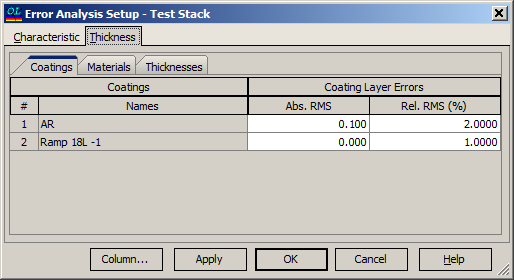 OL Error Analysis Setup - Test Stack
Characteristic Thickness
Coatings Materials Thicknesses
Coatings Coating Layer Errors
# Names Abs. RMS Rel. RMS (%)
1 AR 0.100 2.0000
2 Ramp 18L -1 0.000 1.0000
Column... Apply OK Cancel Help